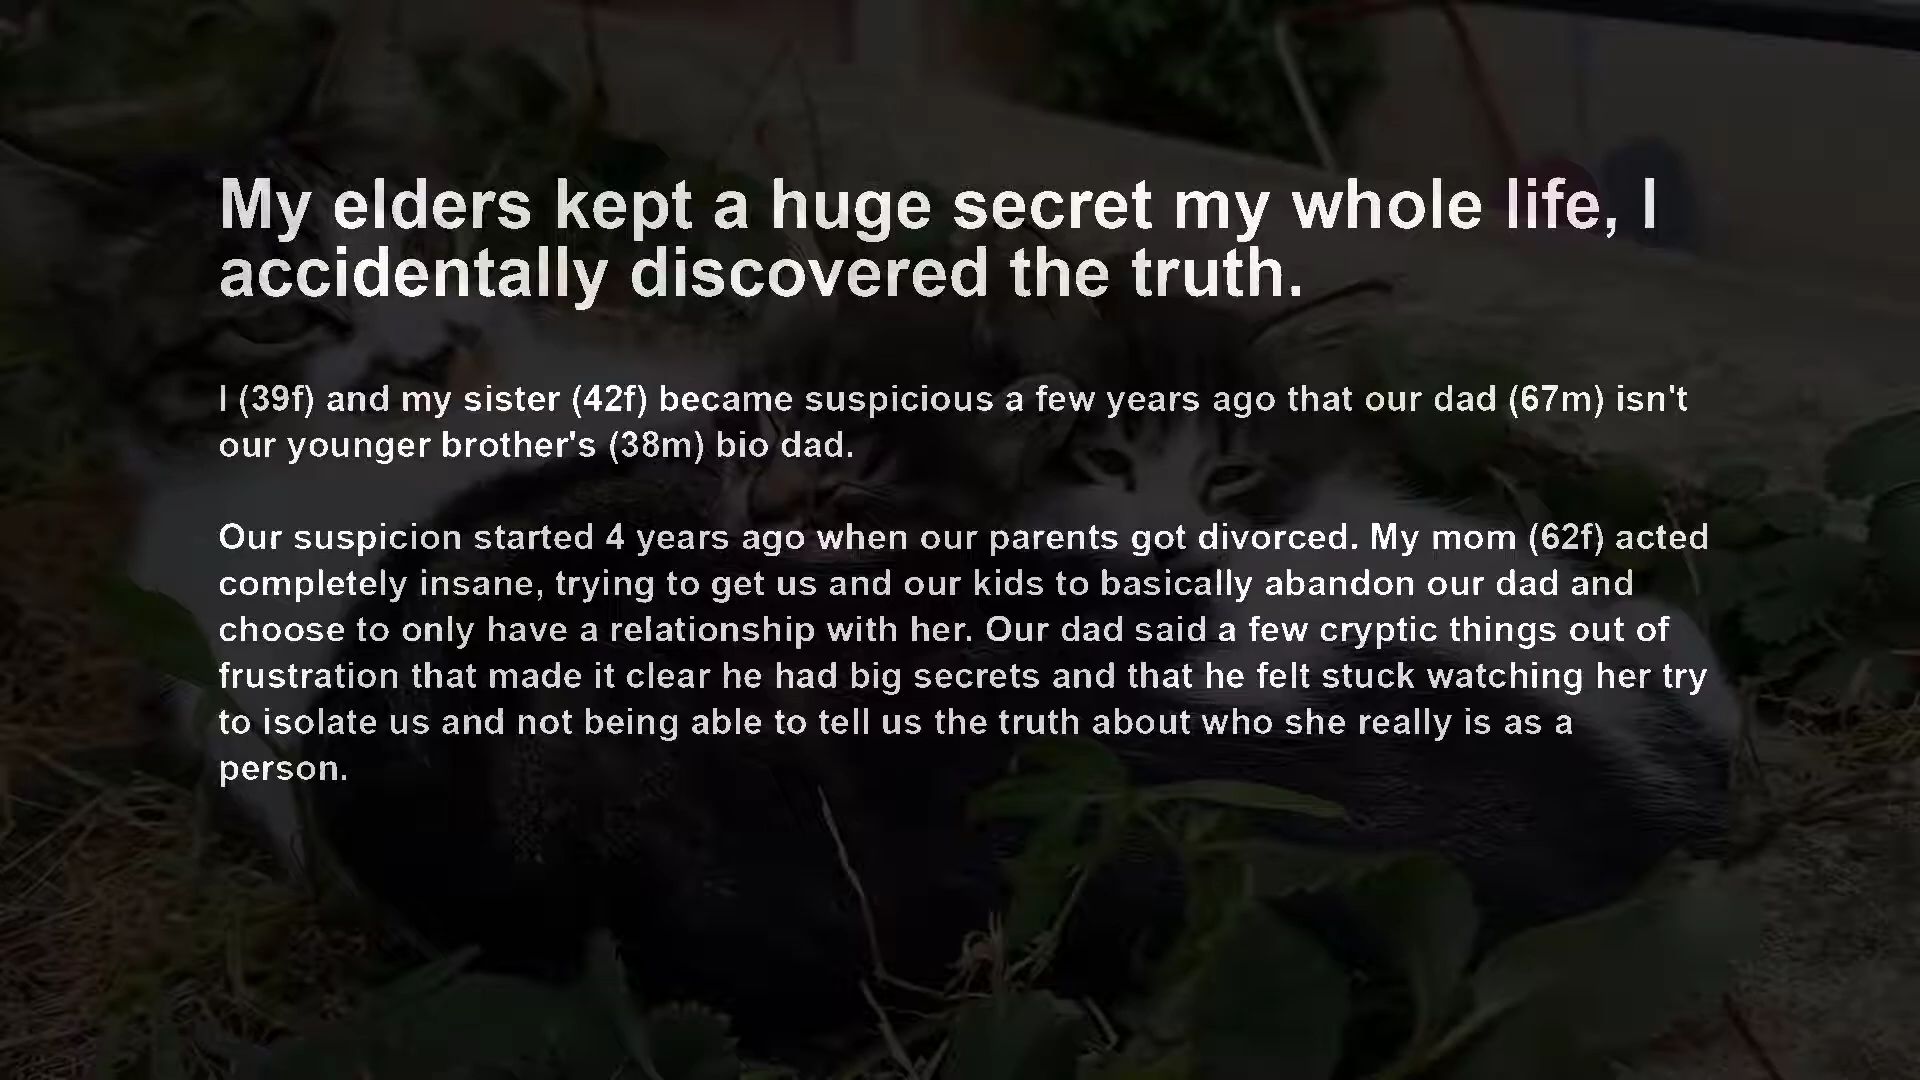 My elders kept a huge secret my whole life, I
accidentally discovered the truth.
I (39f) and my sister (42f) became suspicious a few years ago that our dad (67m) isn't
our younger brother's (38m) bio dad.
Our suspicion started 4 years ago when our parents got divorced. My mom (62f) acted
completely insane, trying to get us and our kids to basically abandon our dad and
choose to only have a relationship with her. Our dad said a few cryptic things out of
frustration that made it clear he had big secrets and that he felt stuck watching her try
to isolate us and not being able to tell us the truth about who she really is as a
person.